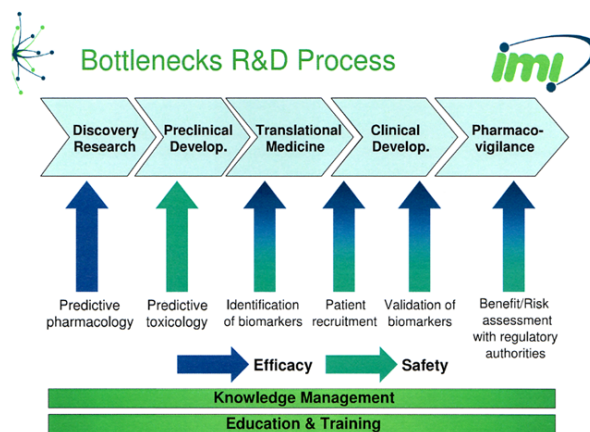 Bottlenecks R&D Process
imi
Discovery
Research
Preclinical
Develop.
Translational
Medicine
Clinical
Develop.
Pharmaco-
vigilance
Predictive
pharmacology
Predictive
toxicology
Identification
of biomarkers
Patient
recruitment
Validation of
biomarkers
Benefit/Risk
assessment
with regulatory
authorities
Efficacy
Safety
Knowledge Management
Education & Training